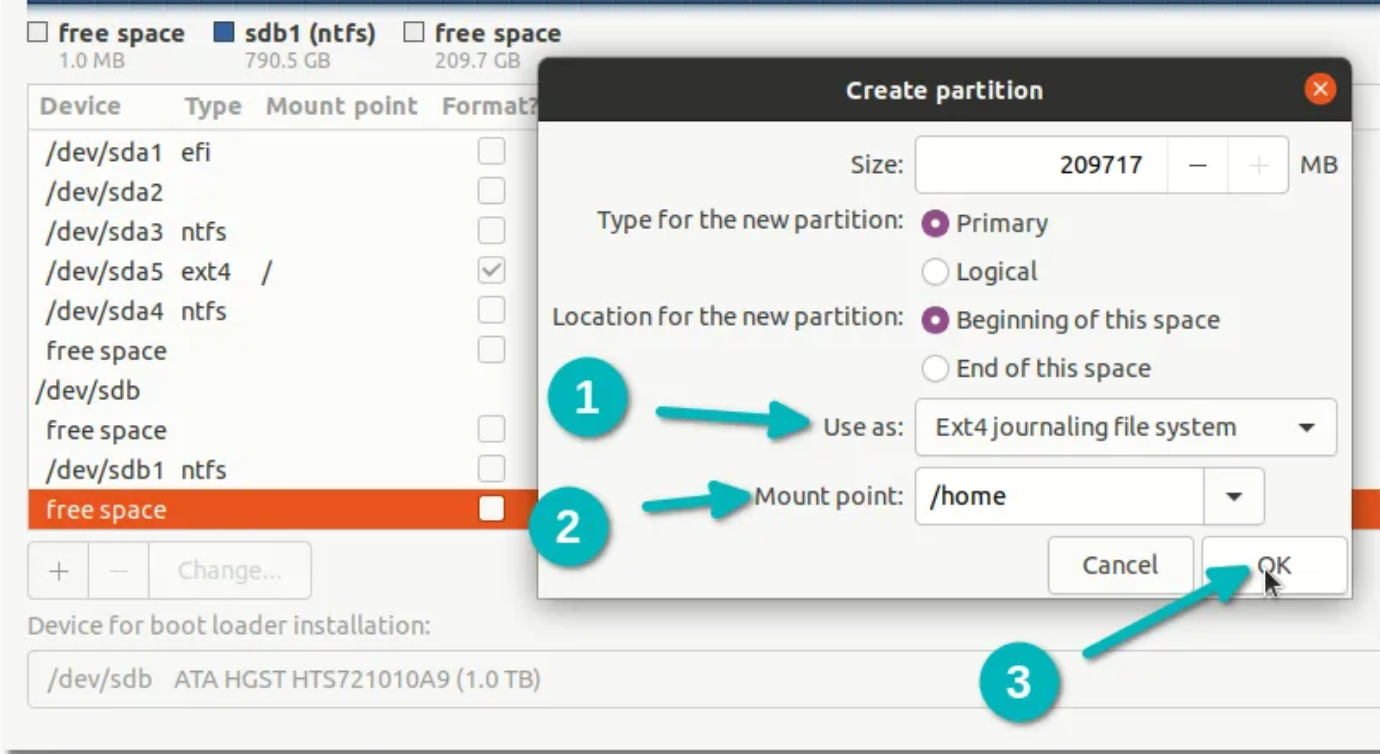 free space sdb1 (ntfs) free space
1.0 MB 790.5 GB 209.7 GB
Device Type Mount point Format?
/dev/sda1 efi
/dev/sda2
/dev/sda3 ntfs
/dev/sda5 ext4 /
/dev/sda4 ntfs
free space
/dev/sdb
free space
/dev/sdb1 ntfs
free space
+ − Change...
Device for boot loader installation:
/dev/sdb ATA HGST HTS721010A9 (1.0 TB)
Create partition
Size: 209717 − + MB
Type for the new partition: Primary
Logical
Location for the new partition: Beginning of this space
End of this space
1
Use as: Ext4 journaling file system
2
Mount point: /home
Cancel OK
3